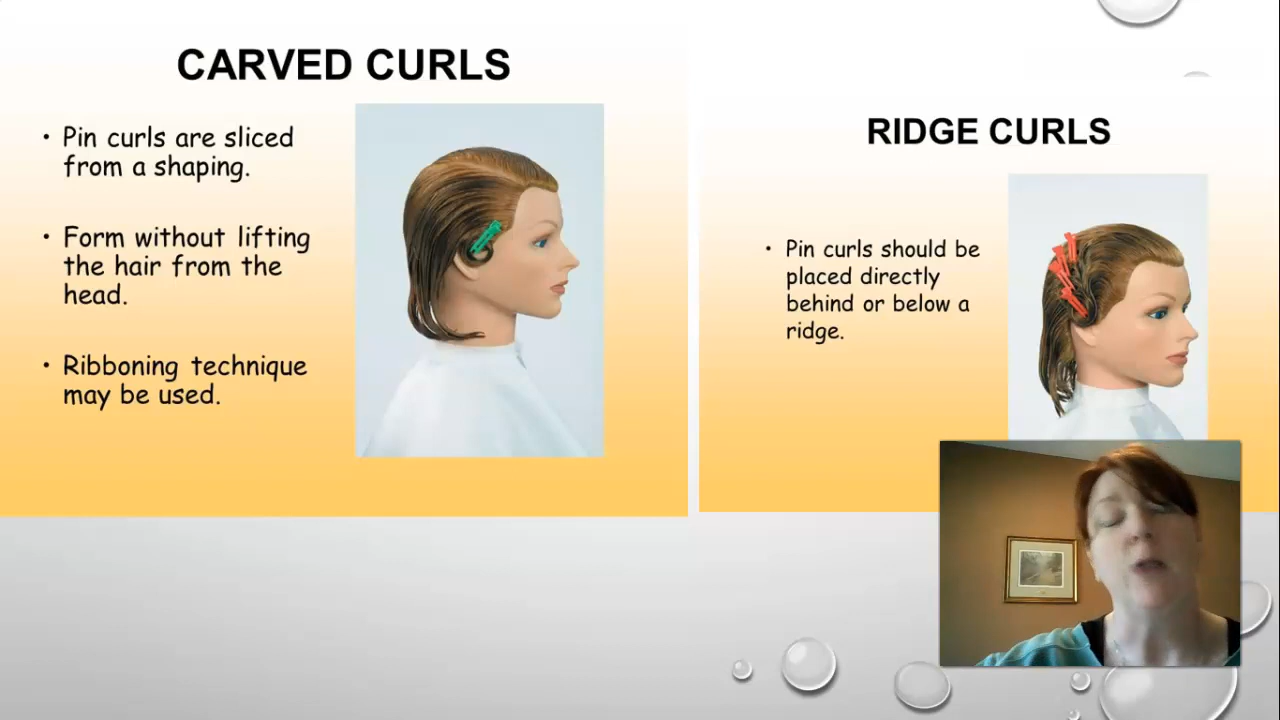 CARVED CURLS
• Pin curls are sliced
from a shaping.
• Form without lifting
the hair from the
head.
• Ribboning technique
may be used.
RIDGE CURLS
• Pin curls should be
placed directly
behind or below a
ridge.